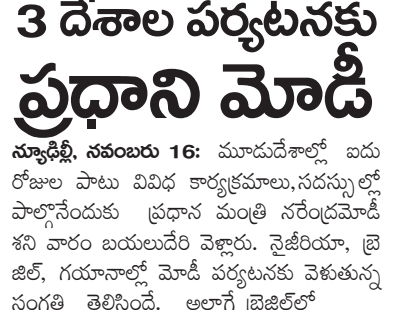 3 దేశాల పర్యటనకు
ప్రధాని మోడీ
న్యూఢిల్లీ, నవంబరు 16: మూడుదేశాల్లో ఐదు
రోజుల పాటు వివిధ కార్యక్రమాలు,సదస్సుల్లో
పాల్గొనేందుకు ప్రధాన మంత్రి నరేంద్రమోడీ
శని వారం బయలుదేరి వెళ్లారు. నైజీరియా, బ్రె
జిల్, గయానాల్లో మోడీ పర్యటనకు వెళుతున్న
సంగతి తెలిసిందే. అలాగే బ్రెజిల్‌లో